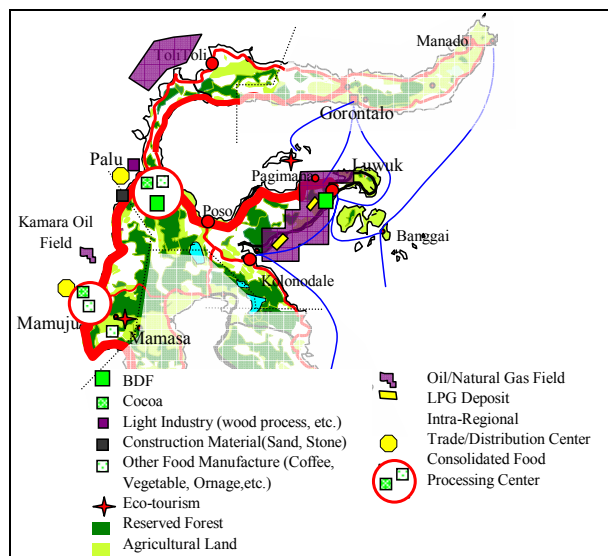 Manado
ToliToli
Gorontalo
Palu
Pagimana
Luwuk
Poso
Kamara Oil
Field
Banggai
Kolonodale
Mamuju
Mamasa
BDF
Cocoa
Light Industry (wood process, etc.)
Construction Material(Sand, Stone)
Other Food Manufacture (Coffee,
Vegetable, Ornage,etc.)
Eco-tourism
Reserved Forest
Agricultural Land
Oil/Natural Gas Field
LPG Deposit
Intra-Regional
Trade/Distribution Center
Consolidated Food
Processing Center